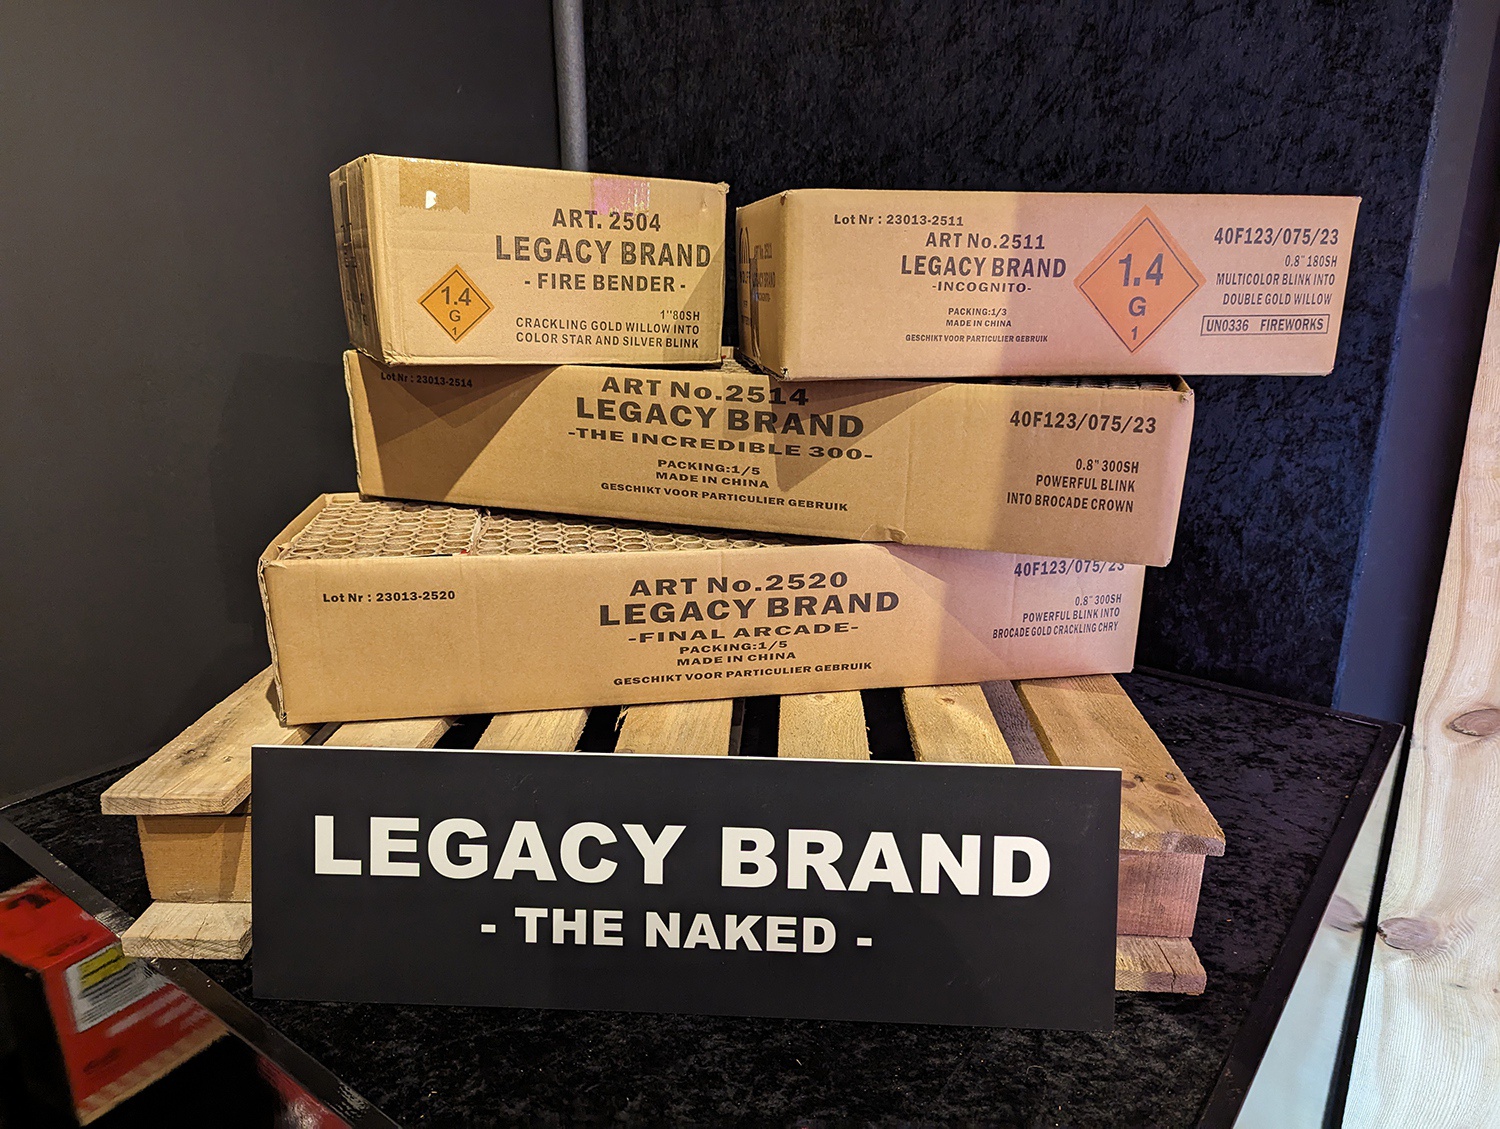 ART. 2504
LEGACY BRAND
- FIRE BENDER -
1.4
G
1
1"80SH
CRACKLING GOLD WILLOW INTO
COLOR STAR AND SILVER BLINK
Lot Nr : 23013-2511
ART No.2511
LEGACY BRAND
-INCOGNITO-
PACKING:1/3
MADE IN CHINA
GESCHIKT VOOR PARTICULIER GEBRUIK
1.4
G
1
40F123/075/23
0.8" 180SH
MULTICOLOR BLINK INTO
DOUBLE GOLD WILLOW
UN0336 FIREWORKS
Lot Nr : 23013-2514
ART No.2514
LEGACY BRAND
-THE INCREDIBLE 300-
PACKING:1/5
MADE IN CHINA
GESCHIKT VOOR PARTICULIER GEBRUIK
40F123/075/23
0.8" 300SH
POWERFUL BLINK
INTO BROCADE CROWN
Lot Nr : 23013-2520
ART No.2520
LEGACY BRAND
-FINAL ARCADE-
PACKING:1/5
MADE IN CHINA
GESCHIKT VOOR PARTICULIER GEBRUIK
40F123/075/23
0.8" 300SH
POWERFUL BLINK INTO
BROCADE GOLD CRACKLING CHRY
LEGACY BRAND
- THE NAKED -